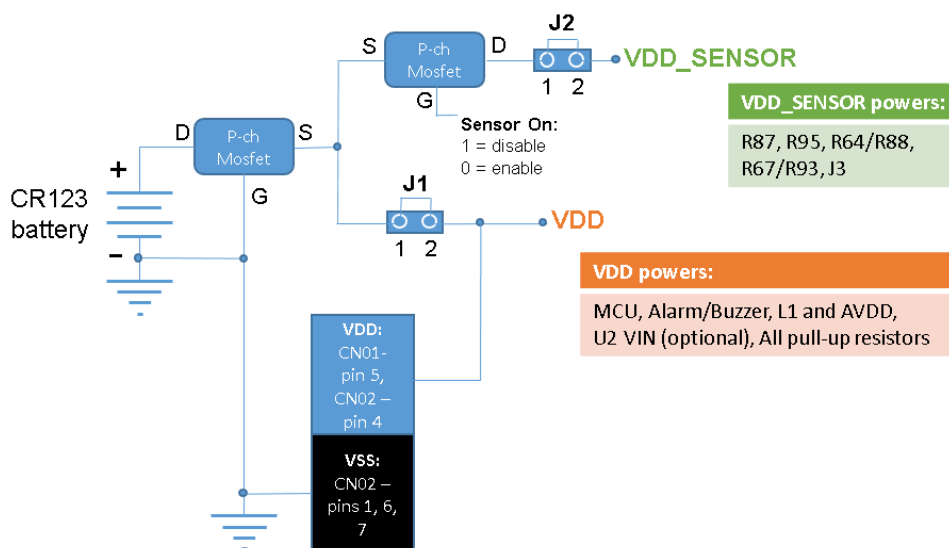 J2
S
P-ch
Mosfet
D
1 2
VDD_SENSOR
G
Sensor On:
1 = disable
0 = enable
VDD_SENSOR powers:
R87, R95, R64/R88,
R67/R93, J3
D
P-ch
Mosfet
S
G
+
CR123
battery
-
J1
1 2
VDD
VDD powers:
MCU, Alarm/Buzzer, L1 and AVDD,
U2 VIN (optional), All pull-up resistors
VDD:
CN01-
pin 5,
CN02 –
pin 4
VSS:
CN02 –
pins 1, 6,
7